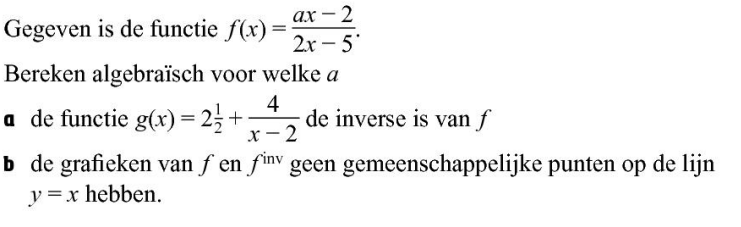 Gegeven is de functie f(x) = (ax − 2)/(2x − 5).
Bereken algebraïsch voor welke a
a de functie g(x) = 2½ + 4/(x − 2) de inverse is van f
b de grafieken van f en fⁱⁿᵛ geen gemeenschappelijke punten op de lijn
y = x hebben.